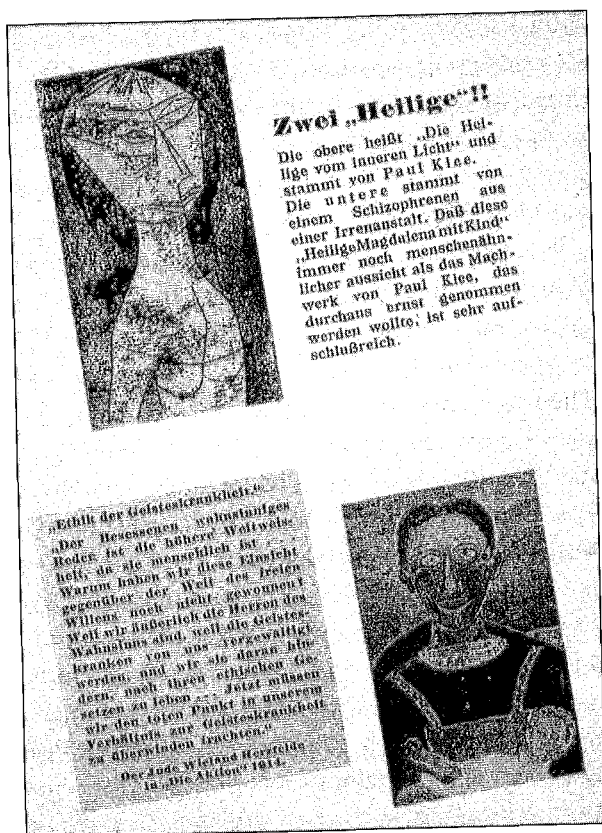 Zwei „Heilige“!!
Die obere heißt „Die Hei-
lige vom inneren Licht“ und
stammt von Paul Klee.
Die untere stammt von
einem Schizophrenen aus
einer Irrenanstalt. Daß diese
„Heilige Magdalena mit Kind“
immer noch menschenähn-
licher aussieht als das Mach-
werk von Paul Klee, das
durchaus ernst genommen
werden wollte, ist sehr auf-
schlußreich.
„Ethik der Geisteskrankheit.“
„Der Besessenen wahnsinniges
Reden ist die höhere Weltweis-
heit, da sie menschlich ist . . .
Warum haben wir diese Einsicht
gegenüber der Welt des freien
Willens noch nicht gewonnen?
Weil wir äußerlich die Herren des
Wahnsinns sind, weil die Geistes-
kranken von uns vergewaltigt
werden, und wir sie daran hin-
dern, nach ihren ethischen Ge-
setzen zu leben . . . Jetzt müssen
wir den toten Punkt in unserem
Verhältnis zur Geisteskrankheit
zu überwinden trachten.“
Der Jude Wieland Herzfelde
in „Die Aktion“ 1914.